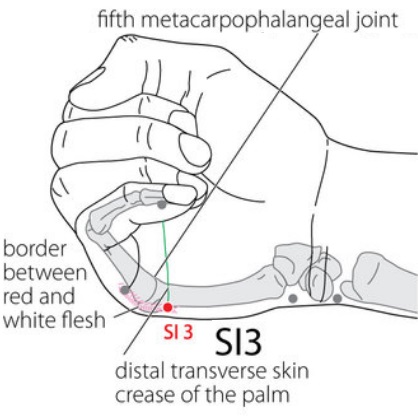 fifth metacarpophalangeal joint
border
between
red and
white flesh
SI 3
SI3
distal transverse skin
crease of the palm